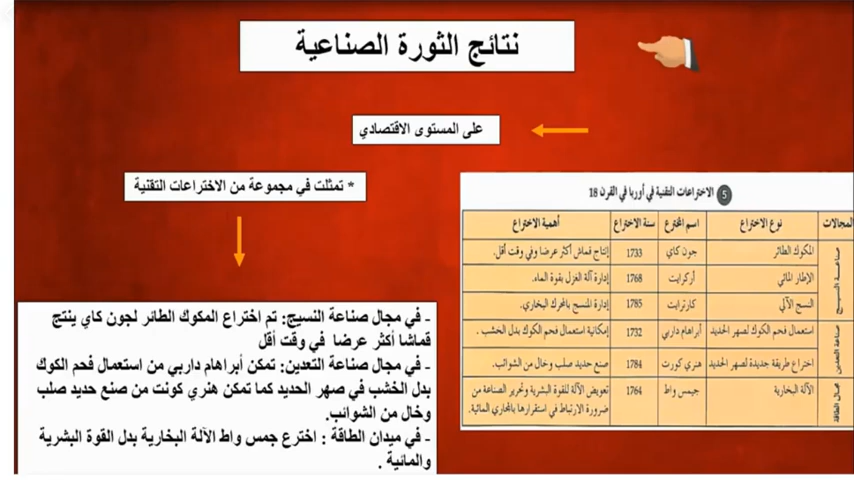 نتائج الثورة الصناعية
على المستوى الاقتصادي
* تمثلت في مجموعة من الاختراعات التقنية
5 الاختراعات التقنية في أوربا في القرن 18
المجالات نوع الاختراع اسم المخترع سنة الاختراع أهمية الاختراع
صناعة النسيج
المكوك الطائر جون كاي 1733 إنتاج قماش أكثر عرضا وفي وقت أقل.
الإطار المائي أركرايت 1768 إدارة آلة الغزل بقوة الماء.
النسج الآلي كارترايت 1785 إدارة المنسج بالمحرك البخاري.
صناعة التعدين
استعمال فحم الكوك لصهر الحديد أبراهام داربي 1732 إمكانية استعمال فحم الكوك بدل الخشب .
اختراع طريقة جديدة لصهر الحديد هنري كورت 1784 صنع حديد صلب وخال من الشوائب.
مجال الطاقة
الآلة البخارية جيمس واط 1764 تعويض الآلة للقوة البشرية وتحرير الصناعة من
ضرورة الارتباط في استقرارها بالمجاري المائية.
- في مجال صناعة النسيج: تم اختراع المكوك الطائر لجون كاي ينتج
قماشا أكثر عرضا في وقت أقل
- في مجال صناعة التعدين: تمكن أبراهام داربي من استعمال فحم الكوك
بدل الخشب في صهر الحديد كما تمكن هنري كونت من صنع حديد صلب
وخال من الشوائب.
- في ميدان الطاقة : اخترع جمس واط الآلة البخارية بدل القوة البشرية
والمائية .